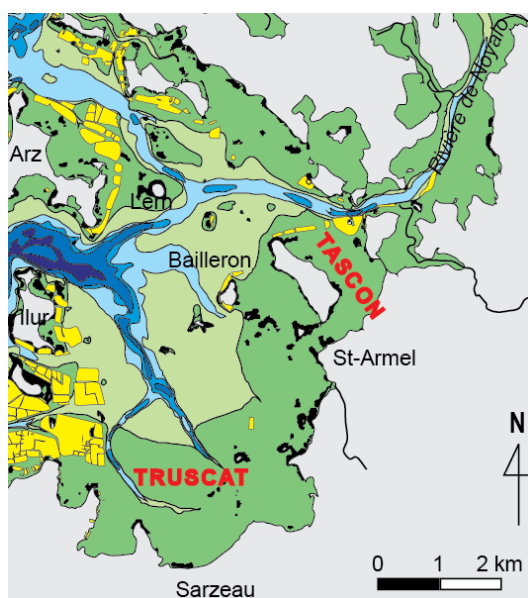 Rivière de Noyalo
Arz
Lern
Bailleron
TASCON
Ilur
St-Armel
N
TRUSCAT
0 1 2 km
Sarzeau